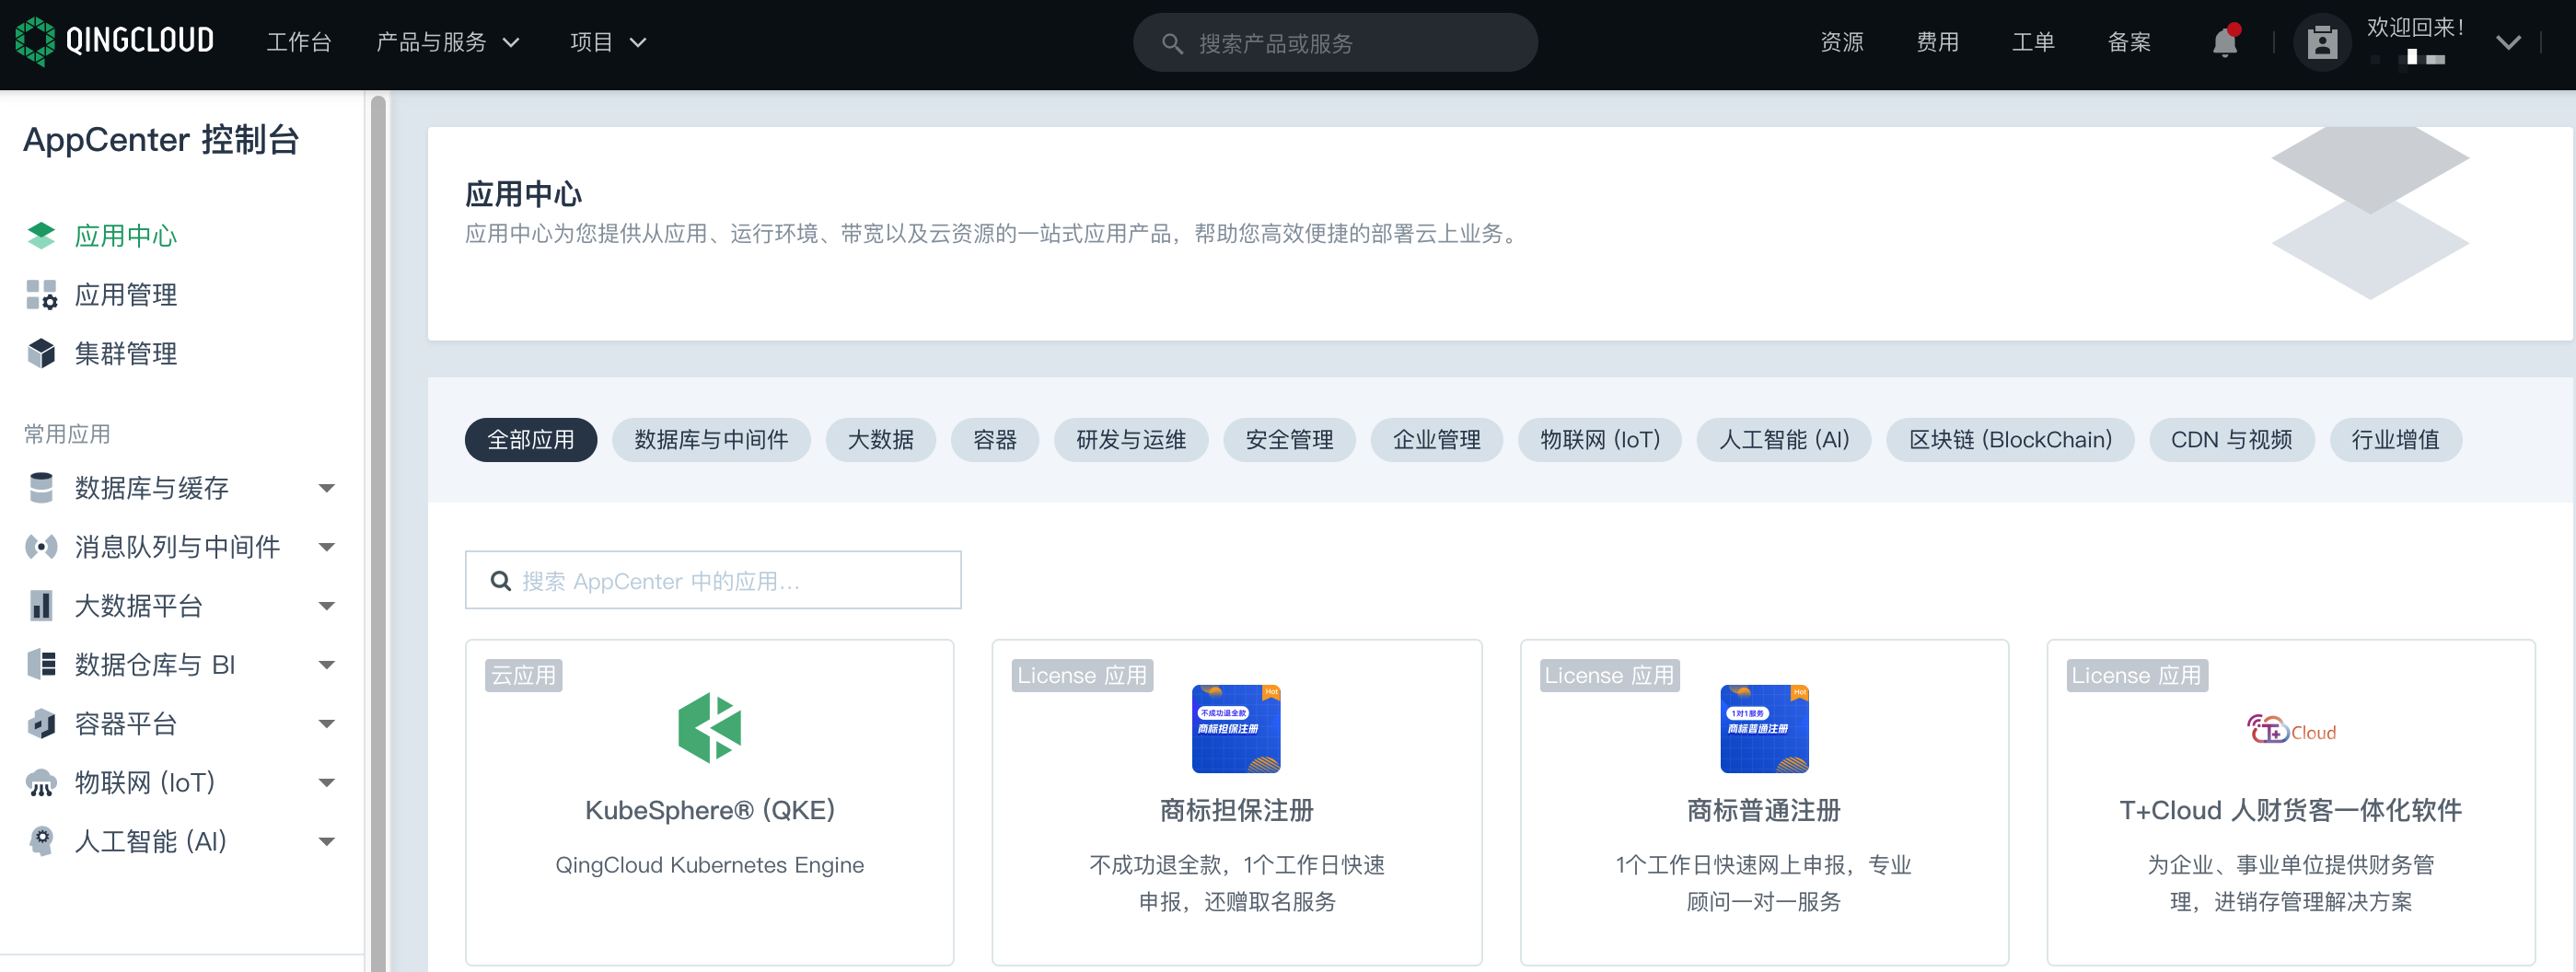 QINGCLOUD
工作台
产品与服务
项目
搜索产品或服务
资源
费用
工单
备案
欢迎回来!
AppCenter 控制台
应用中心
应用管理
集群管理
常用应用
数据库与缓存
消息队列与中间件
大数据平台
数据仓库与 BI
容器平台
物联网 (IoT)
人工智能 (AI)
应用中心
应用中心为您提供从应用、运行环境、带宽以及云资源的一站式应用产品，帮助您高效便捷的部署云上业务。
全部应用
数据库与中间件
大数据
容器
研发与运维
安全管理
企业管理
物联网 (IoT)
人工智能 (AI)
区块链 (BlockChain)
CDN 与视频
行业增值
搜索 AppCenter 中的应用...
云应用
KubeSphere® (QKE)
QingCloud Kubernetes Engine
License 应用
Hot
不成功退全款
商标担保注册
商标担保注册
不成功退全款，1个工作日快速
申报，还赠取名服务
License 应用
Hot
1对1服务
商标普通注册
商标普通注册
1个工作日快速网上申报，专业
顾问一对一服务
License 应用
T+Cloud
T+Cloud 人财货客一体化软件
为企业、事业单位提供财务管
理，进销存管理解决方案